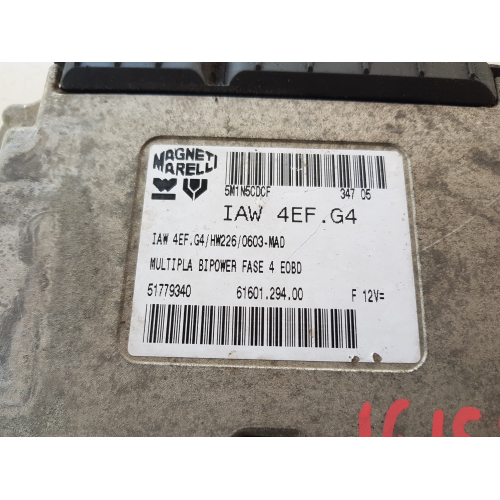 MAGNETI
MARELLI
5M1N5CDCF 347 05
IAW 4EF.G4
IAW 4EF.G4/HW226/0603-MAD
MULTIPLA BIPOWER FASE 4 EOBD
51779340 61601.294.00 F 12V=